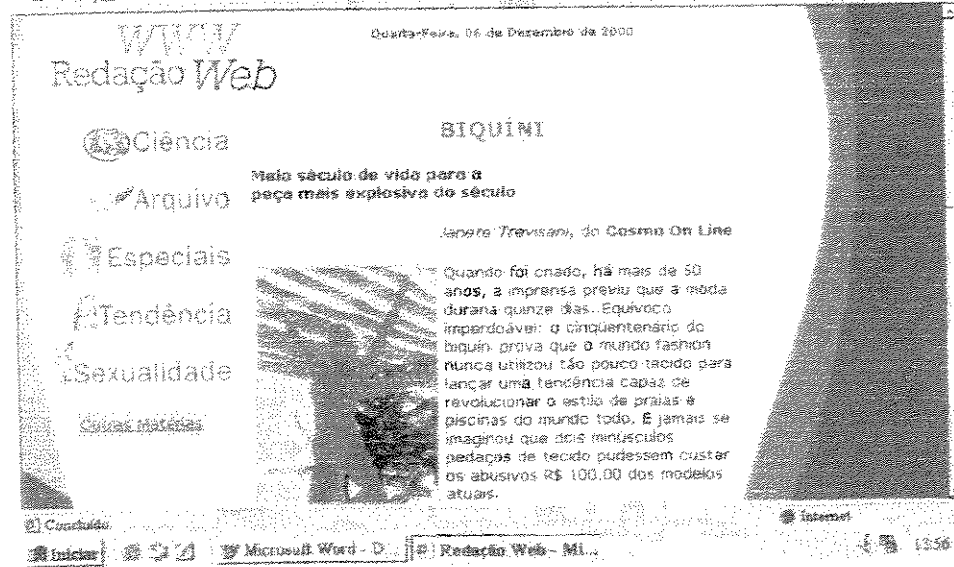 Quarta-Feira, 06 de Dezembro de 2000
WWW
Redação Web
Ciência
Arquivo
Especiais
Tendência
Sexualidade
Outras Matérias
BIQUÍNI
Meio século de vida para a
peça mais explosiva do século
Trevisani, do Cosmo On Line
Quando foi criado, há mais de 50
anos, a imprensa previu que a moda
duraria quinze dias. Equívoco
imperdoável: o cinqüentenário do
biquíni prova que o mundo fashion
nunca utilizou tão pouco tecido para
lançar uma tendência capaz de
revolucionar o estilo de praias e
piscinas do mundo todo. E jamais se
imaginou que dois minúsculos
pedaços de tecido pudessem custar
os abusivos R$ 100,00 dos modelos
atuais.
Concluído
Internet
Iniciar
Microsoft Word - D...
Redação Web - Mi...
13:56